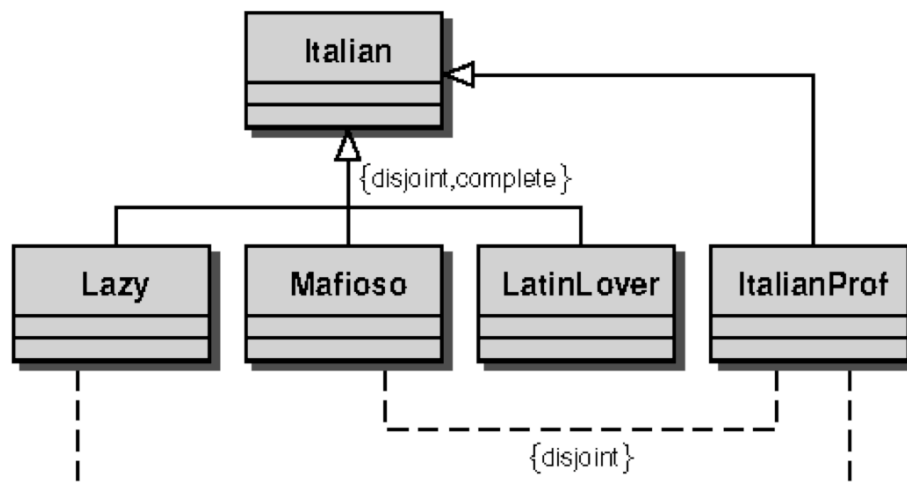 Italian
{disjoint,complete}
Lazy
Mafioso
LatinLover
ItalianProf
{disjoint}